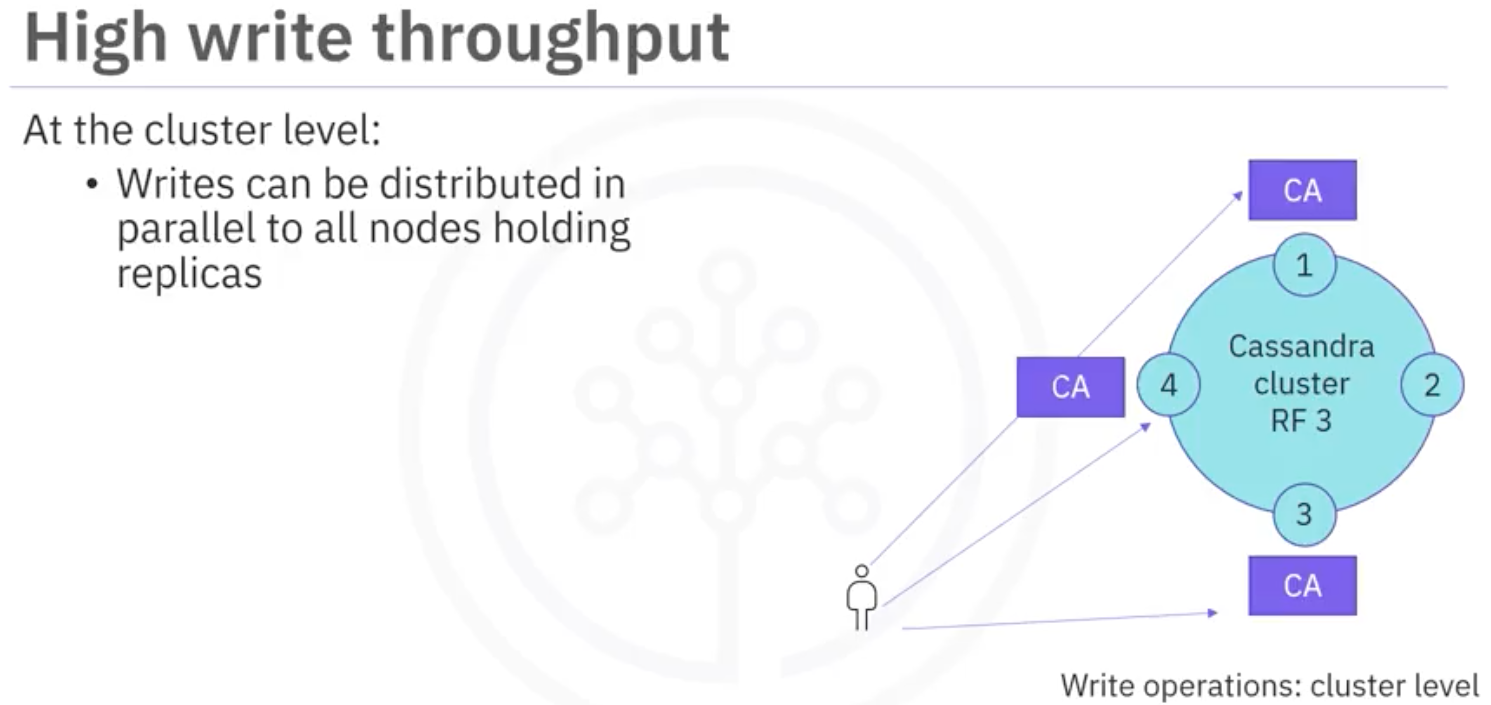 High write throughput
At the cluster level:
• Writes can be distributed in
parallel to all nodes holding
replicas
CA
1
Cassandra
cluster
RF 3
CA
4
2
3
CA
Write operations: cluster level